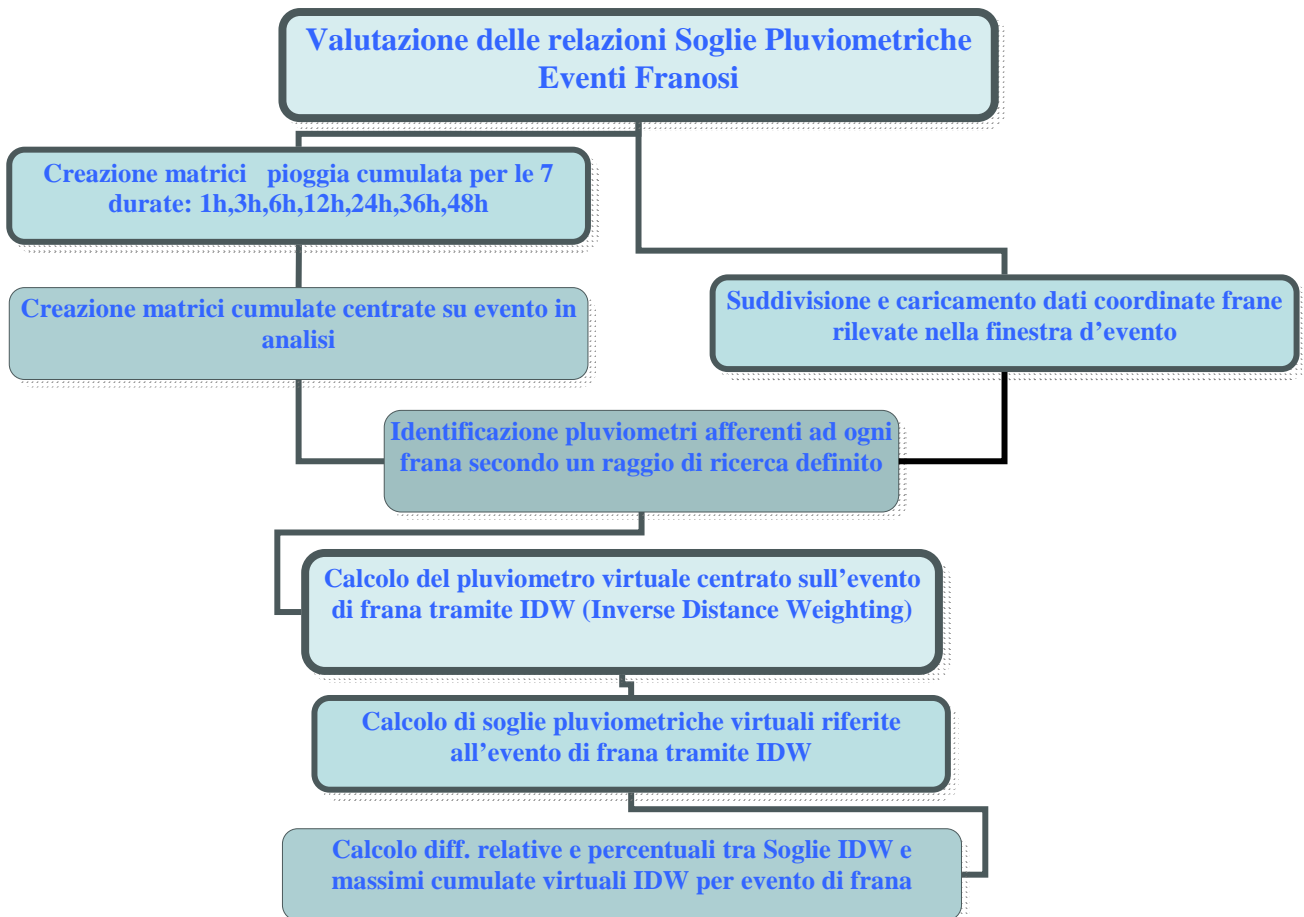 Valutazione delle relazioni Soglie Pluviometriche
Eventi Franosi
Creazione matrici pioggia cumulata per le 7
durate: 1h,3h,6h,12h,24h,36h,48h
Creazione matrici cumulate centrate su evento in
analisi
Suddivisione e caricamento dati coordinate frane
rilevate nella finestra d’evento
Identificazione pluviometri afferenti ad ogni
frana secondo un raggio di ricerca definito
Calcolo del pluviometro virtuale centrato sull’evento
di frana tramite IDW (Inverse Distance Weighting)
Calcolo di soglie pluviometriche virtuali riferite
all’evento di frana tramite IDW
Calcolo diff. relative e percentuali tra Soglie IDW e
massimi cumulate virtuali IDW per evento di frana